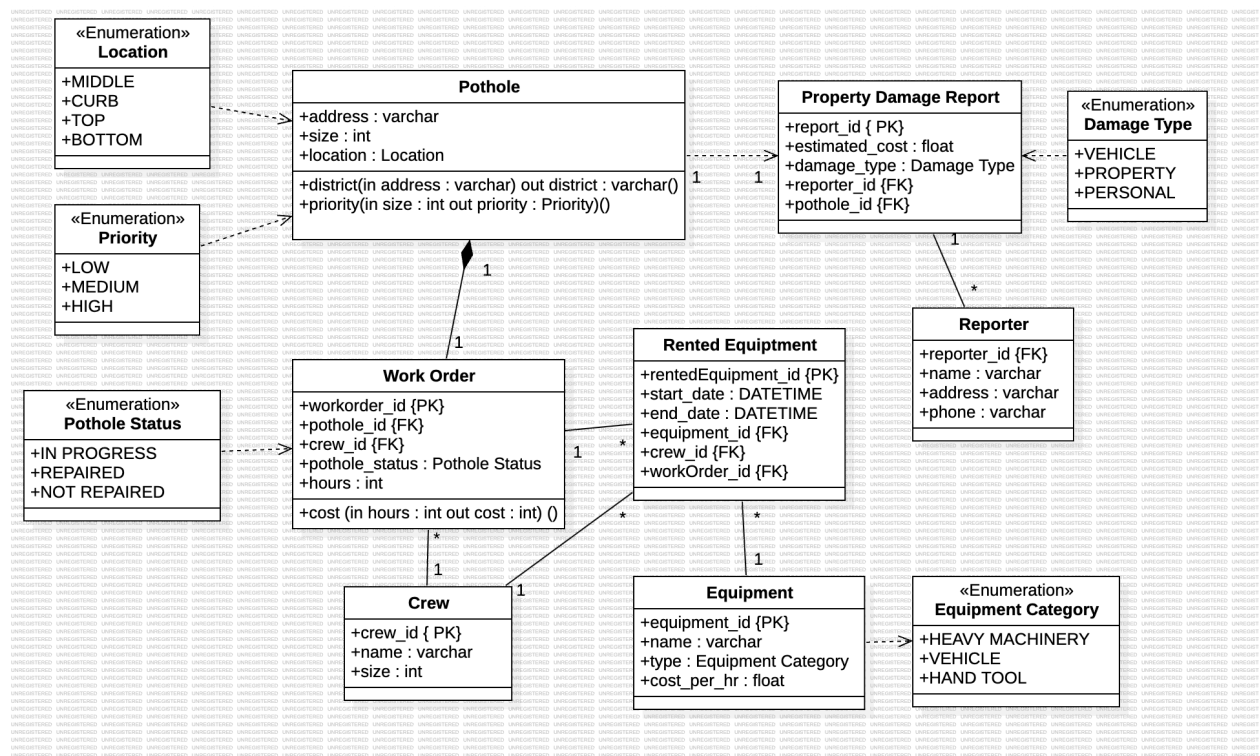 «Enumeration»
Location
+MIDDLE
+CURB
+TOP
+BOTTOM
Pothole
+address : varchar
+size : int
+location : Location
+district(in address : varchar) out district : varchar()
+priority(in size : int out priority : Priority)()
1
1
Property Damage Report
+report_id { PK}
+estimated_cost : float
+damage_type : Damage Type
+reporter_id {FK}
+pothole_id {FK}
«Enumeration»
Damage Type
+VEHICLE
+PROPERTY
+PERSONAL
«Enumeration»
Priority
+LOW
+MEDIUM
+HIGH
1
1
1
*
Reporter
+reporter_id {FK}
+name : varchar
+address : varchar
+phone : varchar
«Enumeration»
Pothole Status
+IN PROGRESS
+REPAIRED
+NOT REPAIRED
Work Order
+workorder_id {PK}
+pothole_id {FK}
+crew_id {FK}
+pothole_status : Pothole Status
+hours : int
+cost (in hours : int out cost : int) ()
1
*
Rented Equiptment
+rentedEquipment_id {PK}
+start_date : DATETIME
+end_date : DATETIME
+equipment_id {FK}
+crew_id {FK}
+workOrder_id {FK}
*
1
*
1
*
1
Crew
+crew_id { PK}
+name : varchar
+size : int
Equipment
+equipment_id {PK}
+name : varchar
+type : Equipment Category
+cost_per_hr : float
«Enumeration»
Equipment Category
+HEAVY MACHINERY
+VEHICLE
+HAND TOOL
UNREGISTERED